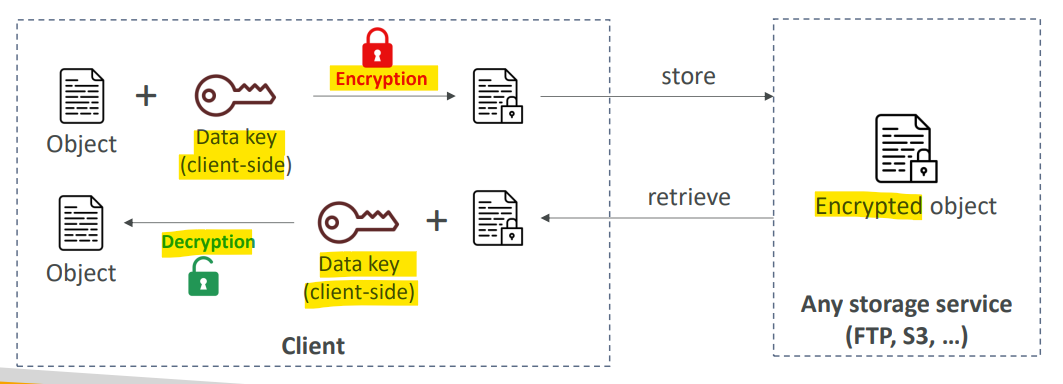 Encryption
store
+
Object
Data key
(client-side)
Encrypted object
retrieve
+
Decryption
Object
Data key
(client-side)
Any storage service
(FTP, S3, …)
Client